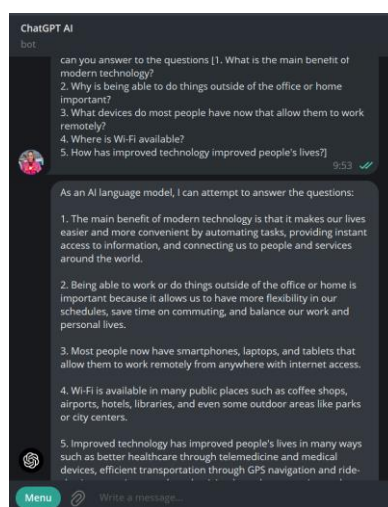 ChatGPT AI
bot
can you answer to the questions [1. What is the main benefit of
modern technology?
2. Why is being able to do things outside of the office or home
important?
3. What devices do most people have now that allow them to work
remotely?
4. Where is Wi-Fi available?
5. How has improved technology improved people's lives?]
9:53
As an AI language model, I can attempt to answer the questions:
1. The main benefit of modern technology is that it makes our lives
easier and more convenient by automating tasks, providing instant
access to information, and connecting us to people and services
around the world.
2. Being able to work or do things outside of the office or home is
important because it allows us to have more flexibility in our
schedules, save time on commuting, and balance our work and
personal lives.
3. Most people now have smartphones, laptops, and tablets that
allow them to work remotely from anywhere with internet access.
4. Wi-Fi is available in many public places such as coffee shops,
airports, hotels, libraries, and even some outdoor areas like parks
or city centers.
5. Improved technology has improved people's lives in many ways
such as better healthcare through telemedicine and medical
devices, efficient transportation through GPS navigation and ride-
Menu
Write a message...